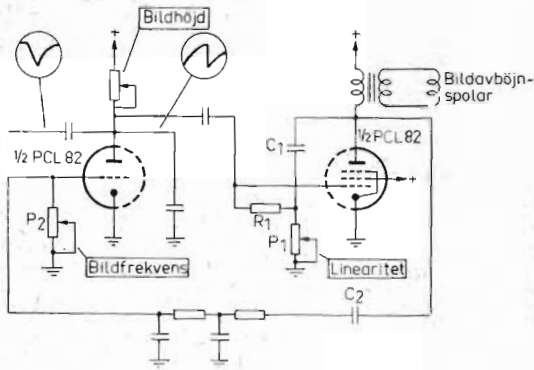 +
Bildhöjd
+
Bildavböjn-
spolar
C1
½ PCL 82
½ PCL 82
+
P2
R1
P1
Bildfrekvens
Linearitet
C2